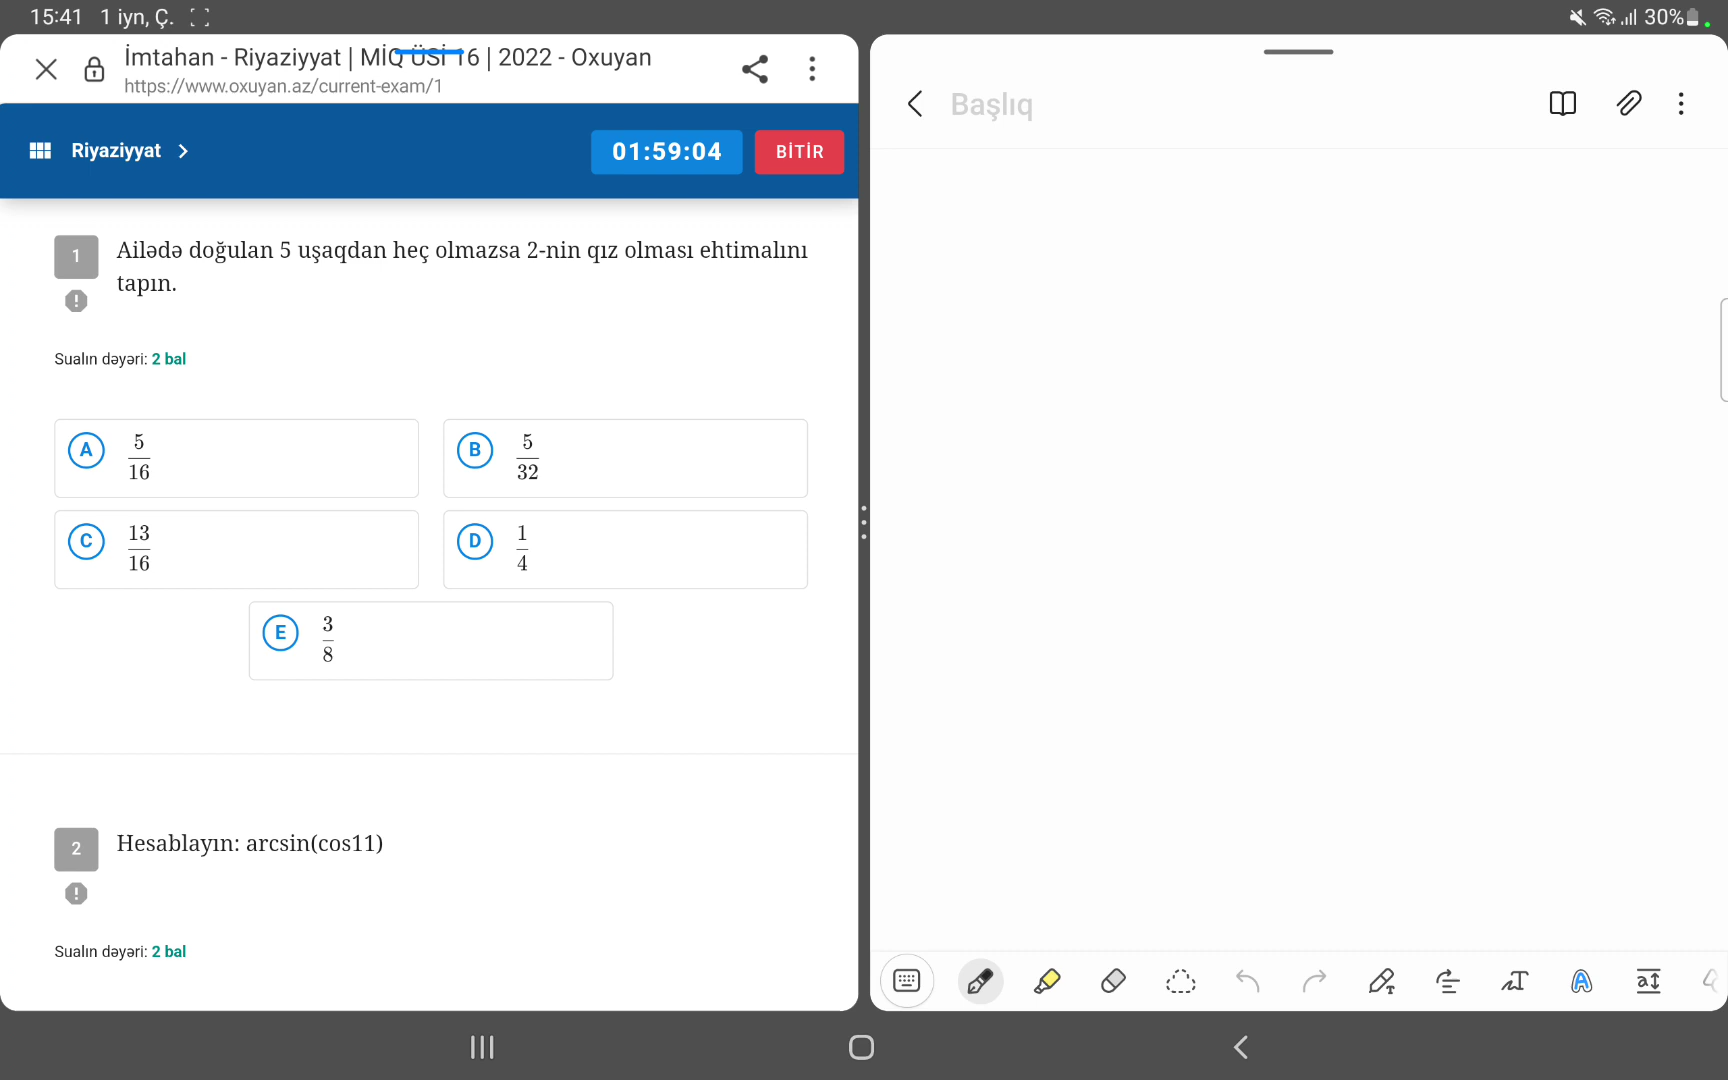 15:41 1 iyn, Ç.
30%
İmtahan - Riyaziyyat | MİQ ÜSİ 16 | 2022 - Oxuyan
https://www.oxuyan.az/current-exam/1
Riyaziyyat
01:59:04
BİTİR
1
Ailədə doğulan 5 uşaqdan heç olmazsa 2-nin qız olması ehtimalını
tapın.
Sualın dəyəri: 2 bal
A 5/16
B 5/32
C 13/16
D 1/4
E 3/8
2
Hesablayın: arcsin(cos11)
Sualın dəyəri: 2 bal
Başlıq